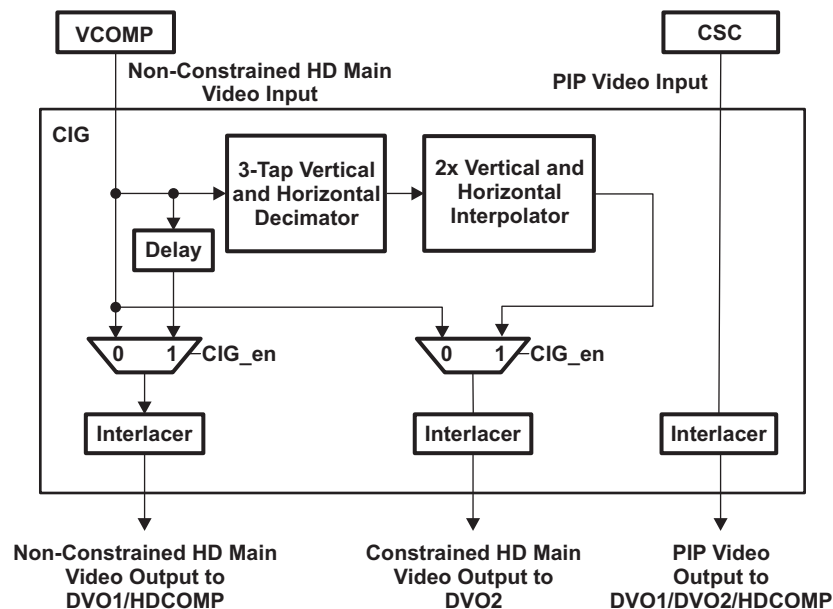 VCOMP
CSC
Non-Constrained HD Main
Video Input
PIP Video Input
CIG
3-Tap Vertical
and Horizontal
Decimator
2x Vertical and
Horizontal
Interpolator
Delay
0 1 CIG_en
0 1 CIG_en
Interlacer
Interlacer
Interlacer
Non-Constrained HD Main
Video Output to
DVO1/HDCOMP
Constrained HD Main
Video Output to
DVO2
PIP Video
Output to
DVO1/DVO2/HDCOMP